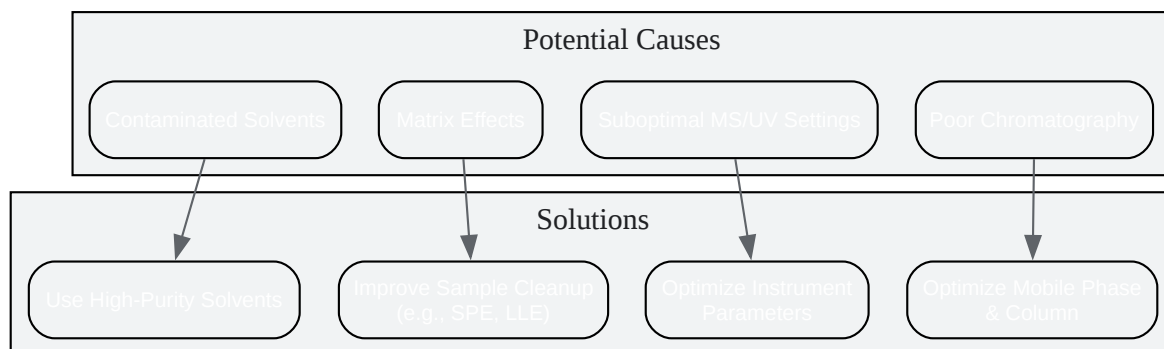 Potential Causes
Contaminated Solvents
Matrix Effects
Suboptimal MS/UV Settings
Poor Chromatography
Solutions
Use High-Purity Solvents
Improve Sample Cleanup
(e.g., SPE, LLE)
Optimize Instrument
Parameters
Optimize Mobile Phase
& Column